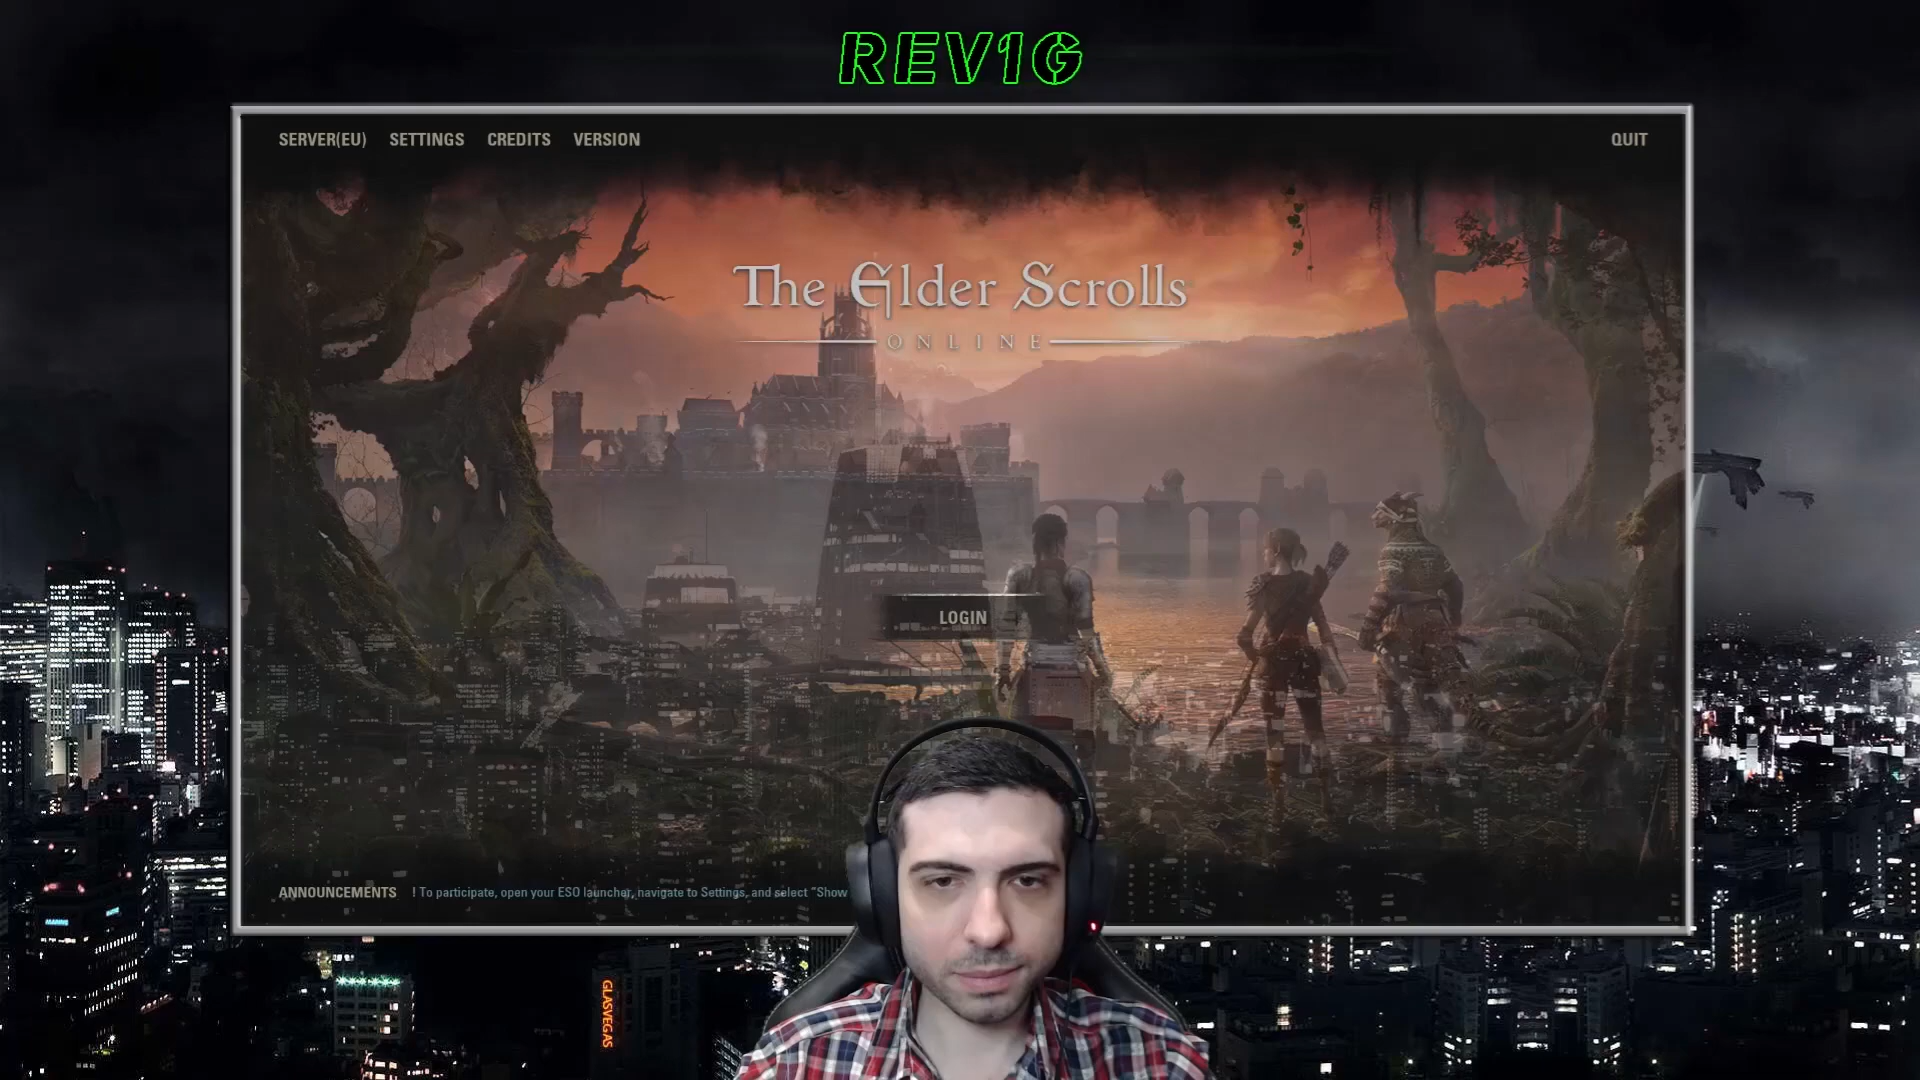 REV1G
SERVER(EU) SETTINGS CREDITS VERSION QUIT
The Elder Scrolls
ONLINE
LOGIN
ANNOUNCEMENTS ! To participate, open your ESO launcher, navigate to Settings, and select "Show
GLASVEGAS